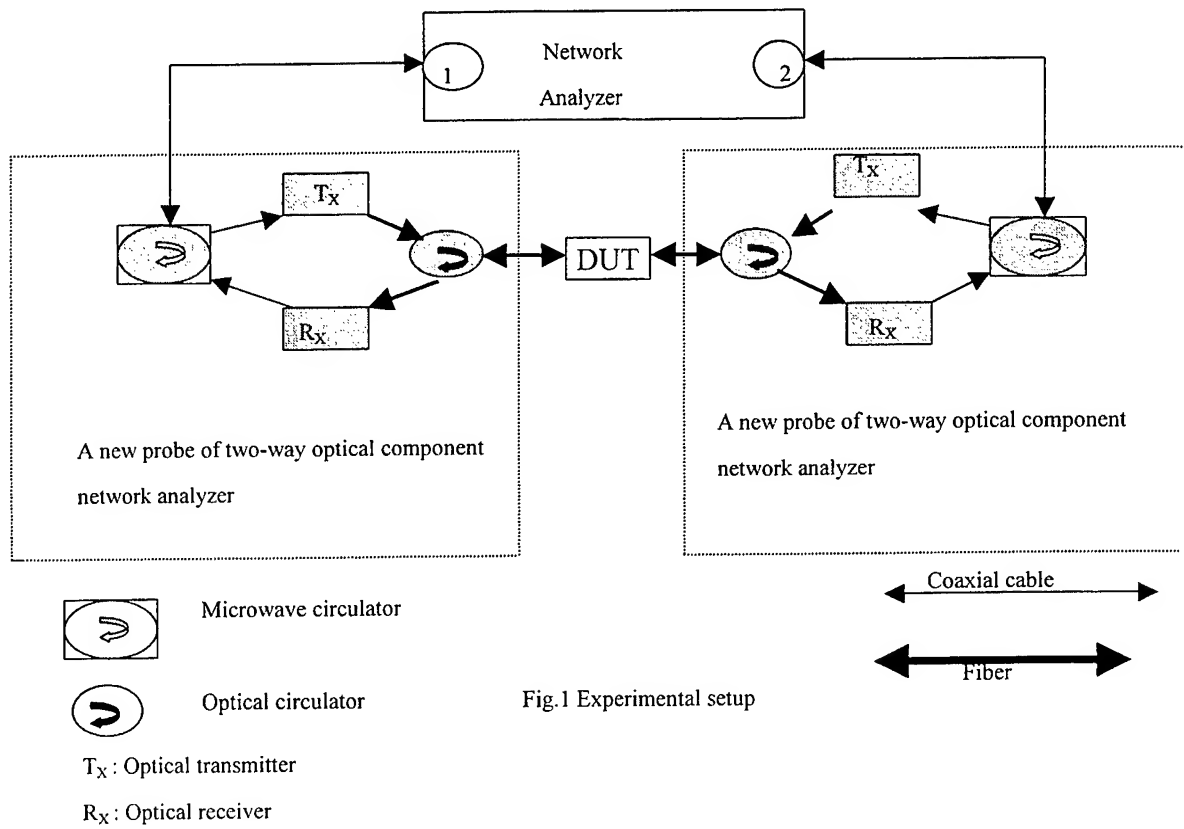 Network
Analyzer
1
2
Tx
Rx
DUT
Tx
Rx
A new probe of two-way optical component
network analyzer
A new probe of two-way optical component
network analyzer
Microwave circulator
Coaxial cable
Fiber
Optical circulator
Fig.1 Experimental setup
TX : Optical transmitter
RX : Optical receiver